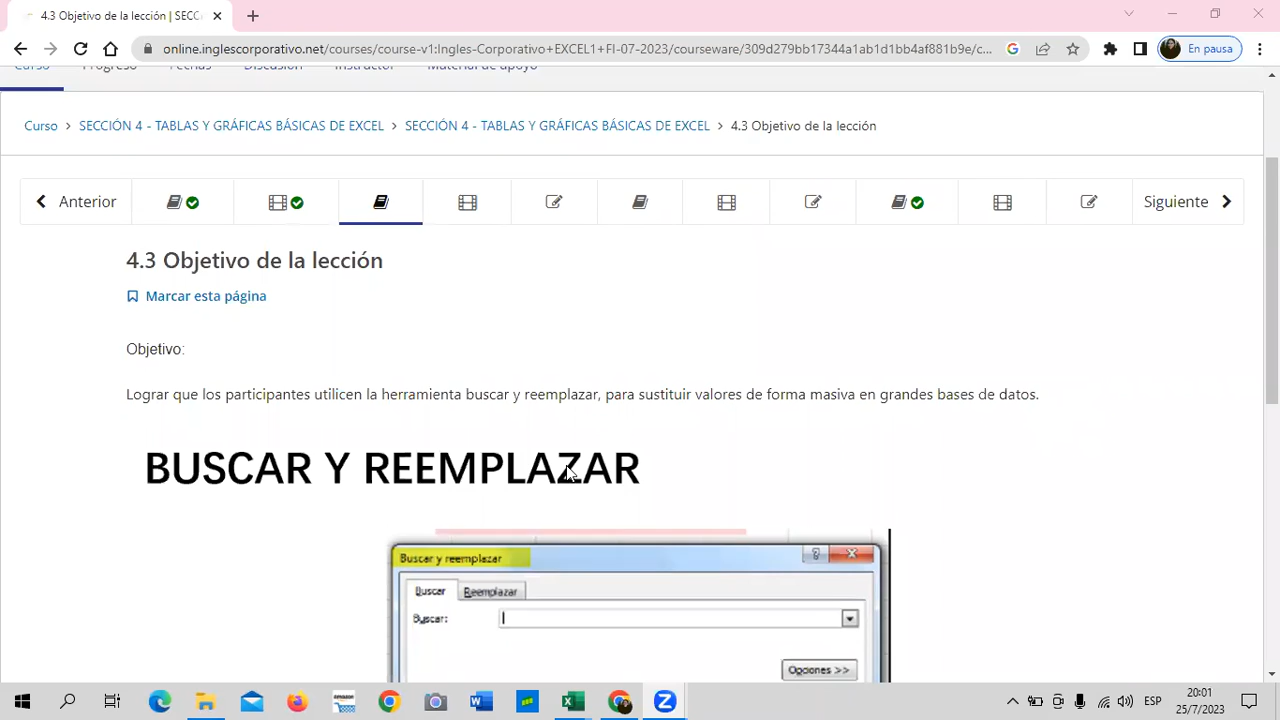 4.3 Objetivo de la lección | SECC
online.inglescorporativo.net/courses/course-v1:Ingles-Corporativo+EXCEL1+FI-07-2023/courseware/309d279bb17344a1ab1d1bb4af881b9e/c...
En pausa
Curso Progreso Fechas Discusión Instructor Material de apoyo
Curso > SECCIÓN 4 - TABLAS Y GRÁFICAS BÁSICAS DE EXCEL > SECCIÓN 4 - TABLAS Y GRÁFICAS BÁSICAS DE EXCEL > 4.3 Objetivo de la lección
Anterior
Siguiente
4.3 Objetivo de la lección
Marcar esta página
Objetivo:
Lograr que los participantes utilicen la herramienta buscar y reemplazar, para sustituir valores de forma masiva en grandes bases de datos.
BUSCAR Y REEMPLAZAR
Buscar y reemplazar
Buscar Reemplazar
Buscar:
Opciones >>
amazon
ESP
20:01
25/7/2023